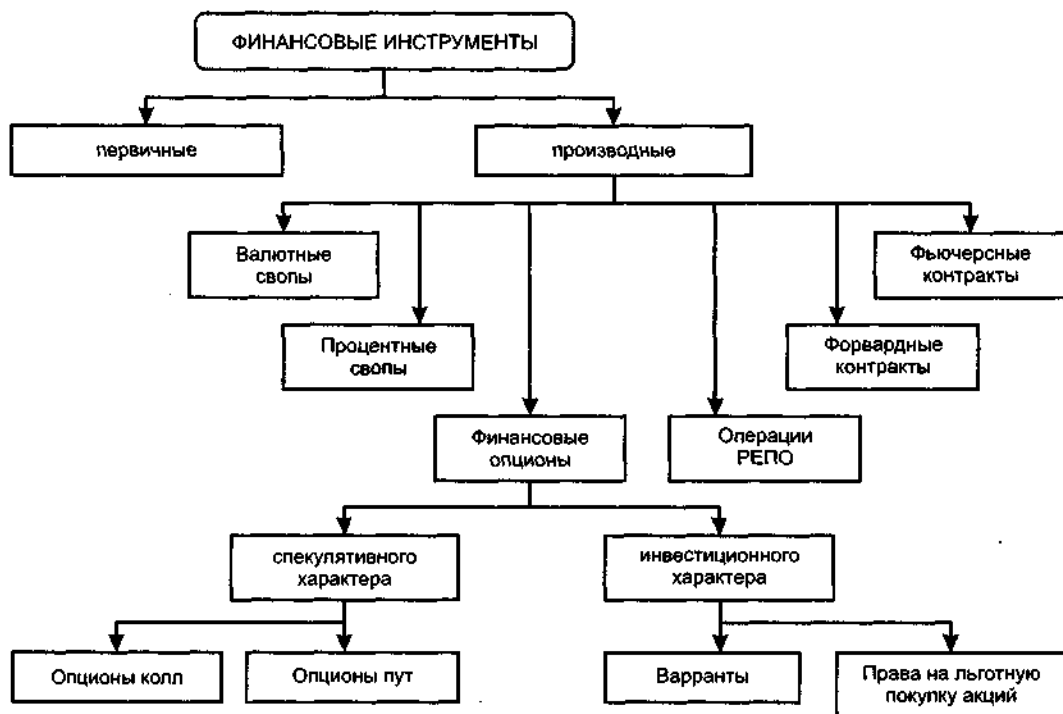 ФИНАНСОВЫЕ ИНСТРУМЕНТЫ
первичные
производные
Валютные
свопы
Фьючерсные
контракты
Процентные
свопы
Форвардные
контракты
Финансовые
опционы
Операции
РЕПО
спекулятивного
характера
инвестиционного
характера
Опционы колл
Опционы пут
Варранты
Права на льготную
покупку акций